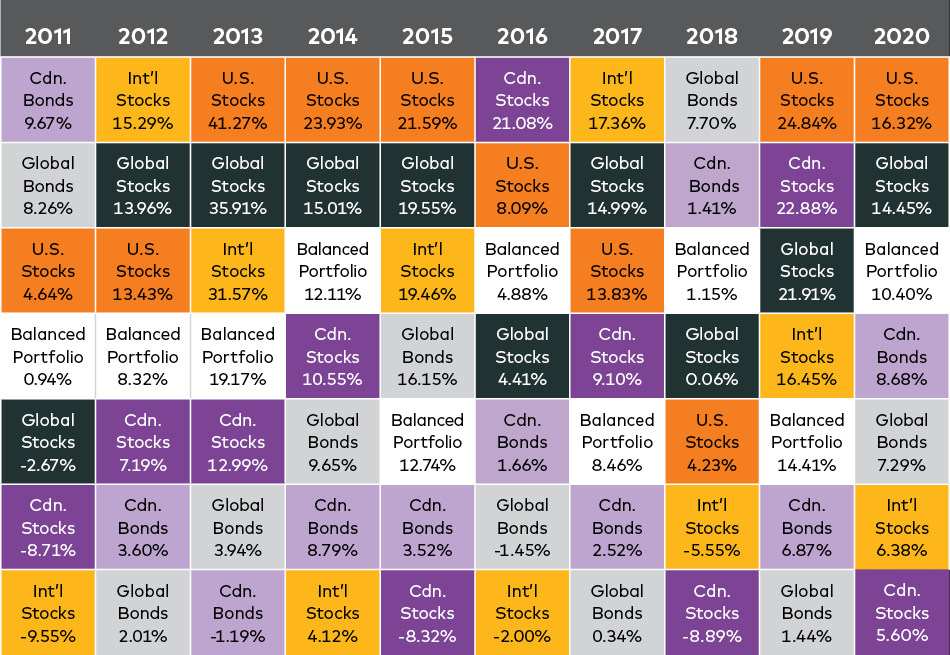 2011 2012 2013 2014 2015 2016 2017 2018 2019 2020
Cdn. Int'l U.S. U.S. U.S. Cdn. Int'l Global U.S. U.S.
Bonds Stocks Stocks Stocks Stocks Stocks Stocks Bonds Stocks Stocks
9.67% 15.29% 41.27% 23.93% 21.59% 21.08% 17.36% 7.70% 24.84% 16.32%
Global Global Global Global Global U.S. Global Cdn. Cdn. Global
Bonds Stocks Stocks Stocks Stocks Stocks Stocks Bonds Stocks Stocks
8.26% 13.96% 35.91% 15.01% 19.55% 8.09% 14.99% 1.41% 22.88% 14.45%
U.S. U.S. Int'l Balanced Int'l Balanced U.S. Balanced Global Balanced
Stocks Stocks Stocks Portfolio Stocks Portfolio Stocks Portfolio Stocks Portfolio
4.64% 13.43% 31.57% 12.11% 19.46% 4.88% 13.83% 1.15% 21.91% 10.40%
Balanced Balanced Balanced Cdn. Global Global Cdn. Global Int'l Cdn.
Portfolio Portfolio Portfolio Stocks Bonds Stocks Stocks Stocks Stocks Bonds
0.94% 8.32% 19.17% 10.55% 16.15% 4.41% 9.10% 0.06% 16.45% 8.68%
Global Cdn. Cdn. Global Balanced Cdn. Balanced U.S. Balanced Global
Stocks Stocks Stocks Bonds Portfolio Bonds Portfolio Stocks Portfolio Bonds
-2.67% 7.19% 12.99% 9.65% 12.74% 1.66% 8.46% 4.23% 14.41% 7.29%
Cdn. Cdn. Global Cdn. Cdn. Global Cdn. Int'l Cdn. Int'l
Stocks Bonds Bonds Bonds Bonds Bonds Bonds Stocks Bonds Stocks
-8.71% 3.60% 3.94% 8.79% 3.52% -1.45% 2.52% -5.55% 6.87% 6.38%
Int'l Global Cdn. Int'l Cdn. Int'l Global Cdn. Global Cdn.
Stocks Bonds Bonds Stocks Stocks Stocks Bonds Stocks Bonds Stocks
-9.55% 2.01% -1.19% 4.12% -8.32% -2.00% 0.34% -8.89% 1.44% 5.60%